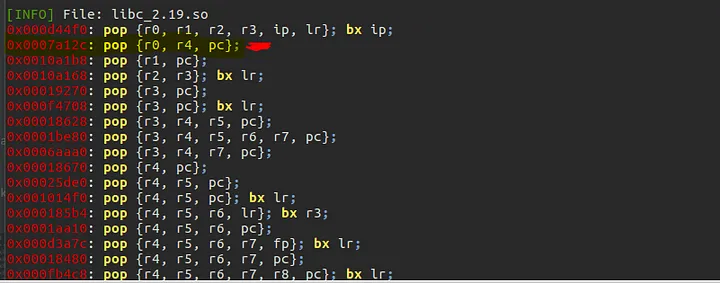 [INFO] File: libc_2.19.so
0x000d44f0: pop {r0, r1, r2, r3, ip, lr}; bx ip;
0x0007a12c: pop {r0, r4, pc};
0x0010a1b8: pop {r1, pc};
0x0010a168: pop {r2, r3}; bx lr;
0x00019270: pop {r3, pc};
0x000f4708: pop {r3, pc}; bx lr;
0x00018628: pop {r3, r4, r5, pc};
0x0001be80: pop {r3, r4, r5, r6, r7, pc};
0x0006aaa0: pop {r3, r4, r7, pc};
0x00018670: pop {r4, pc};
0x00025de0: pop {r4, r5, pc};
0x001014f0: pop {r4, r5, pc}; bx lr;
0x000185b4: pop {r4, r5, r6, lr}; bx r3;
0x0001aa10: pop {r4, r5, r6, pc};
0x000d3a7c: pop {r4, r5, r6, r7, fp}; bx lr;
0x00018480: pop {r4, r5, r6, r7, pc};
0x000fb4c8: pop {r4, r5, r6, r7, r8, pc}; bx lr;